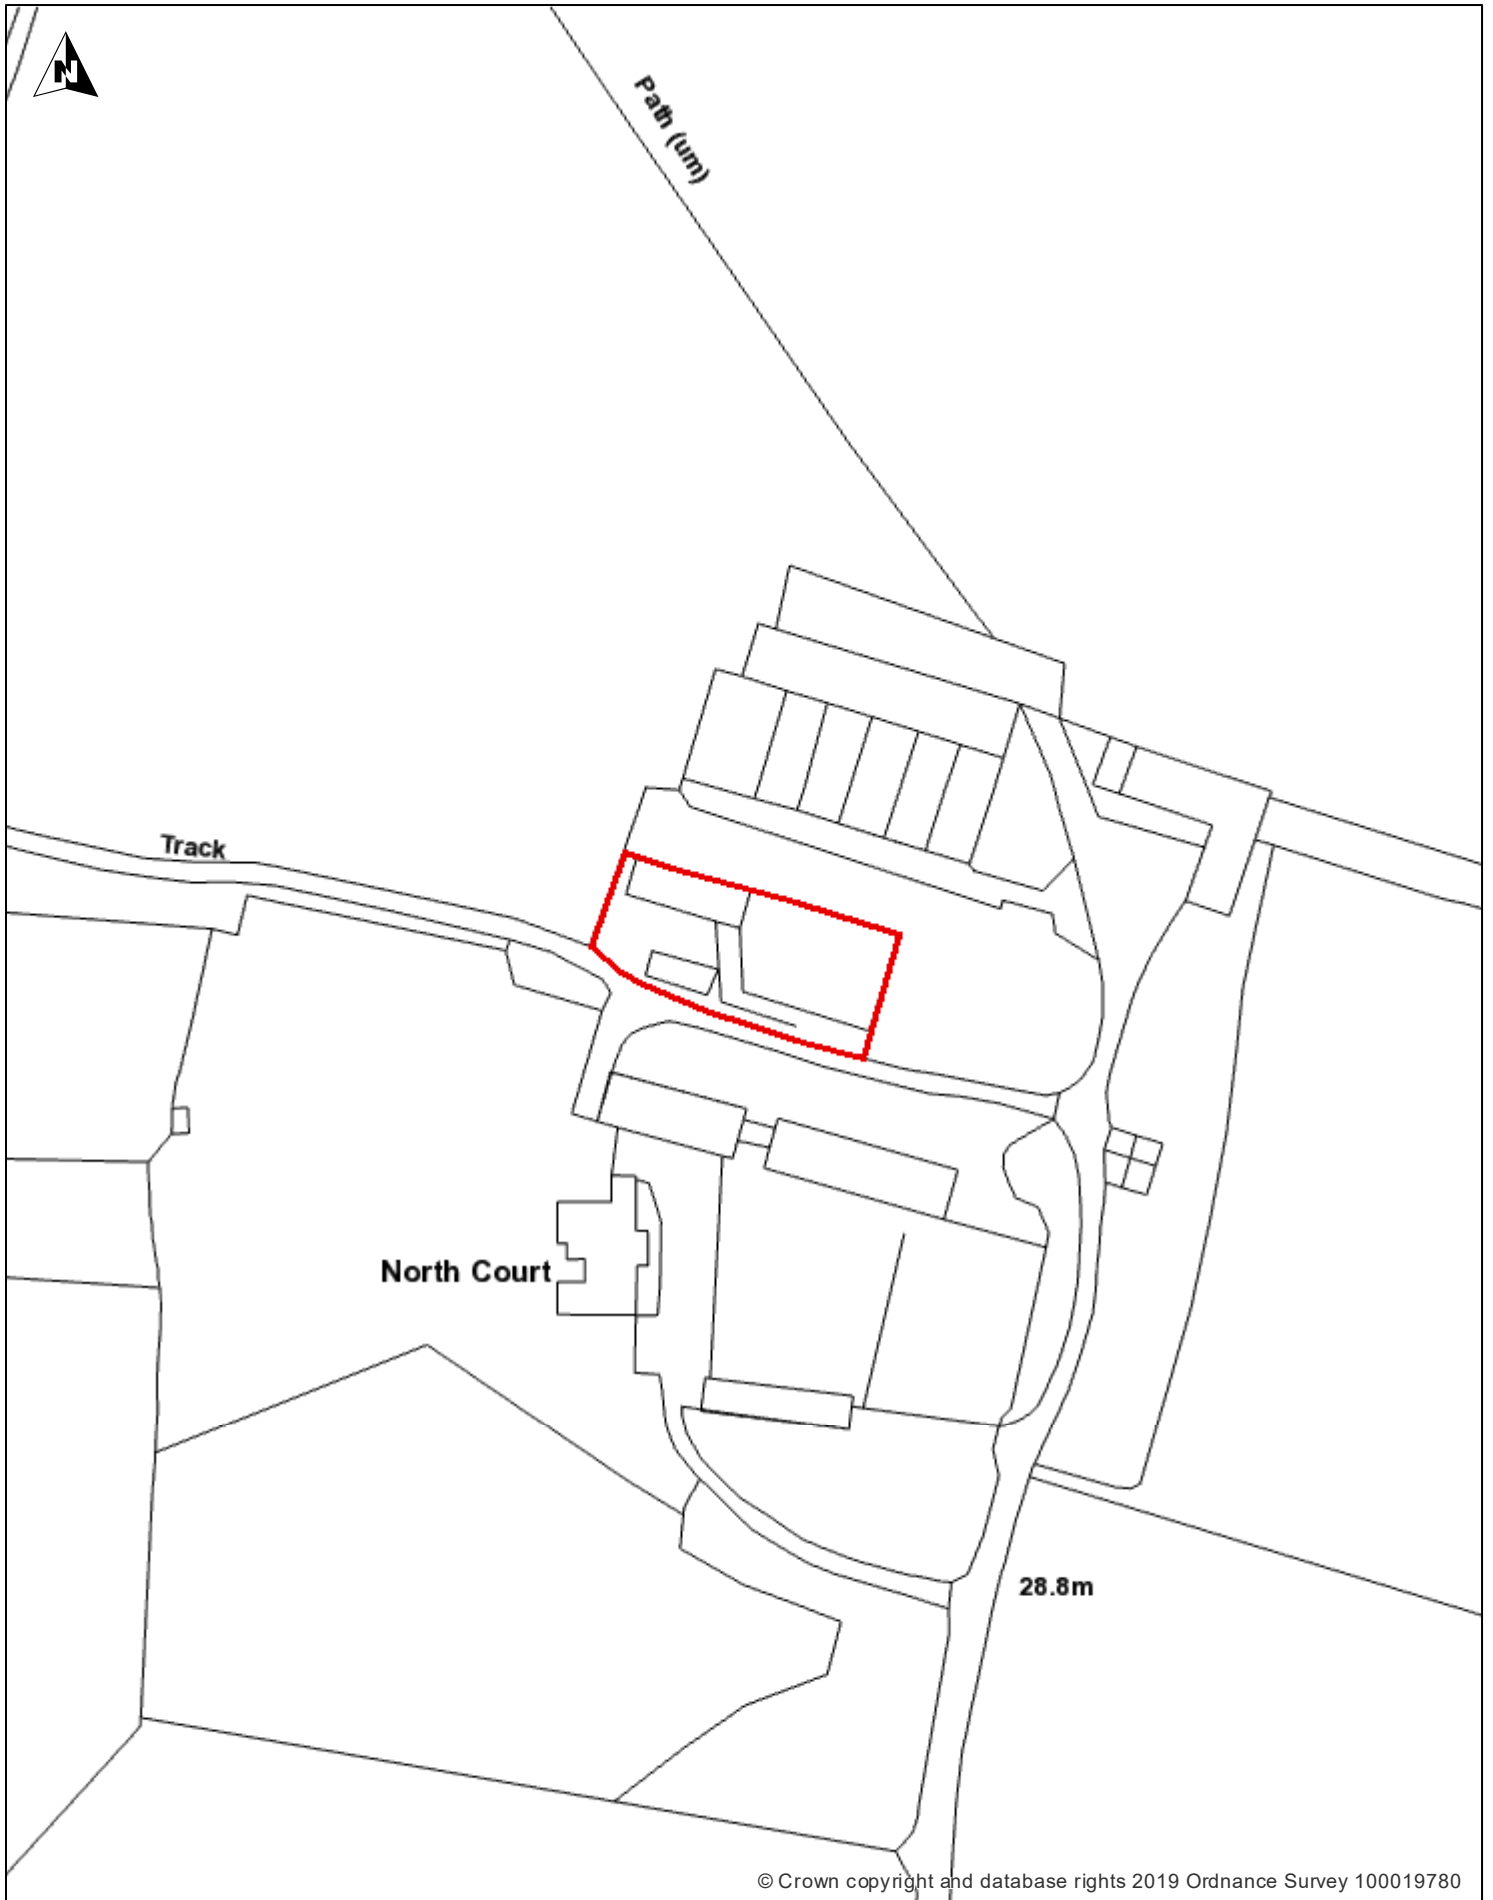 N
Path (um)
Track
North Court
28.8m
© Crown copyright and database rights 2019 Ordnance Survey 100019780